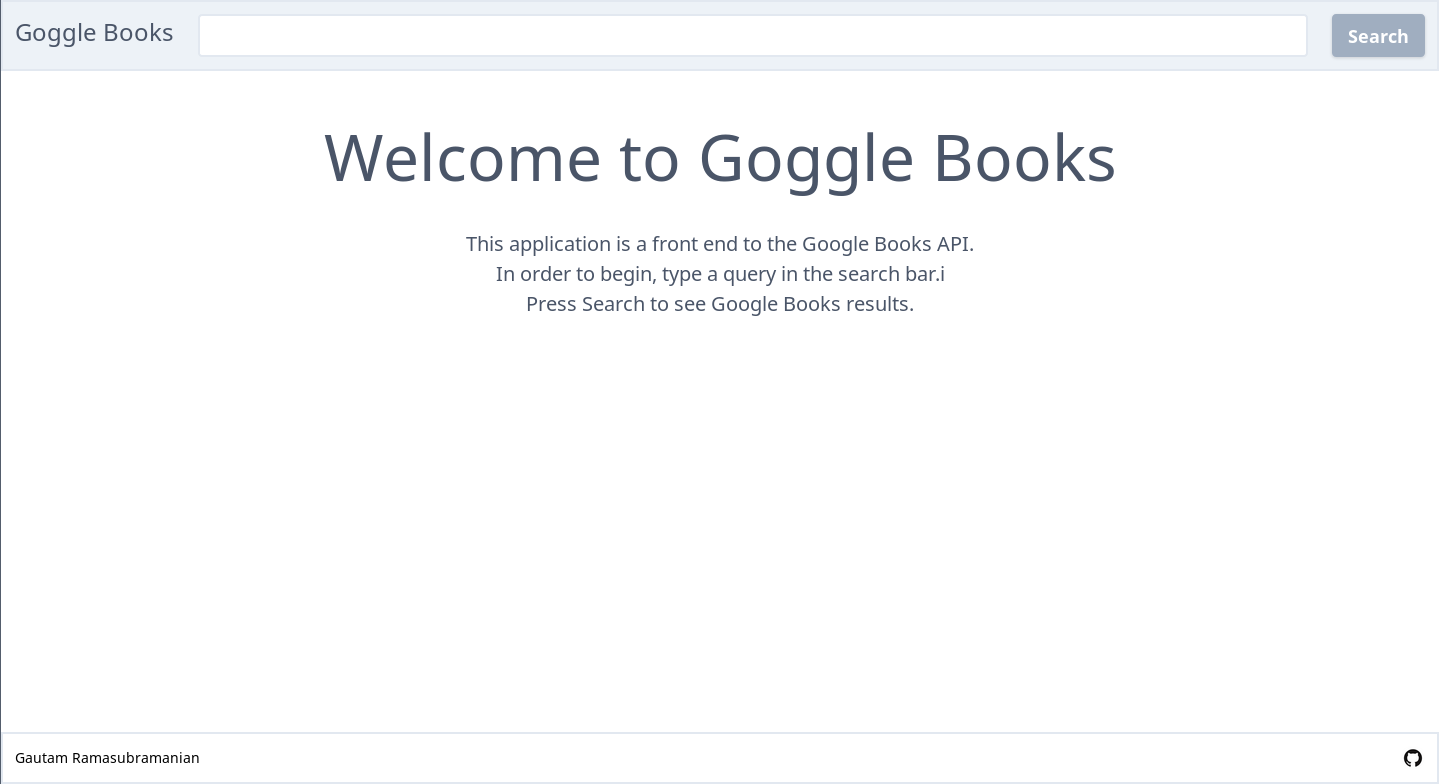 Goggle Books
Search
Welcome to Goggle Books
This application is a front end to the Google Books API.
In order to begin, type a query in the search bar.i
Press Search to see Google Books results.
Gautam Ramasubramanian